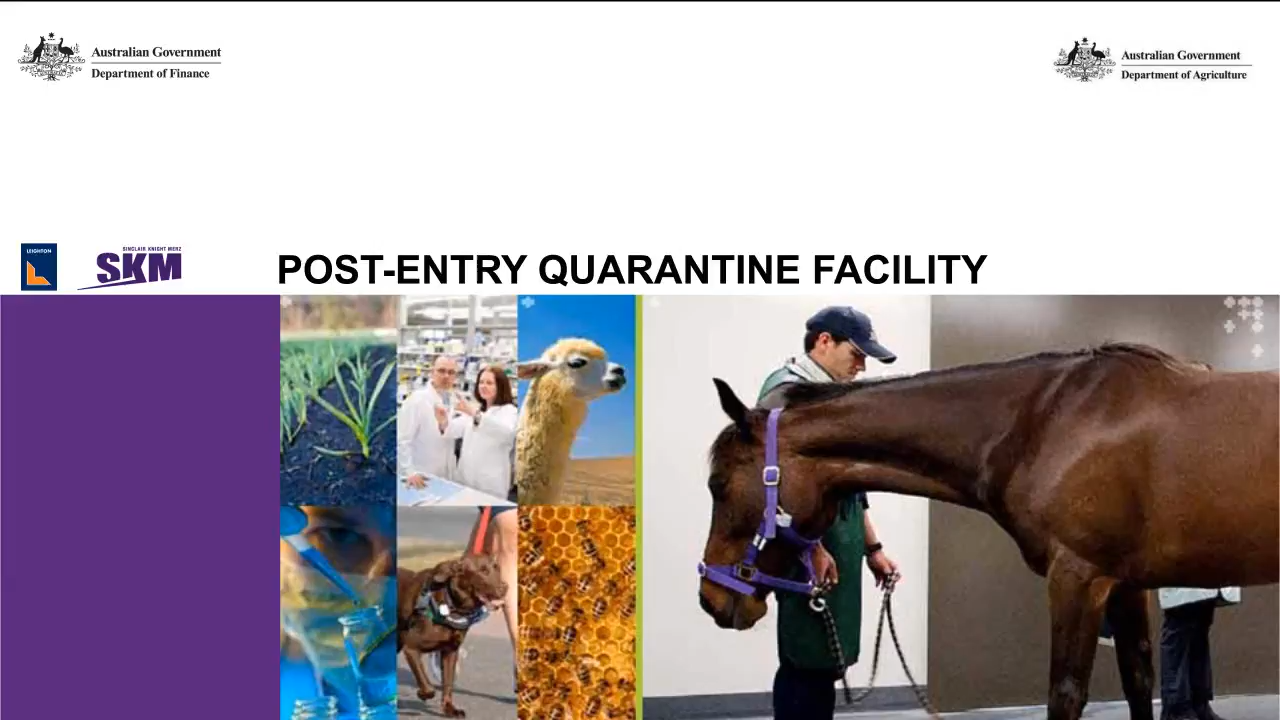 Australian Government
Department of Finance
Australian Government
Department of Agriculture
LEIGHTON
SINCLAIR KNIGHT MERZ
SKM
POST-ENTRY QUARANTINE FACILITY